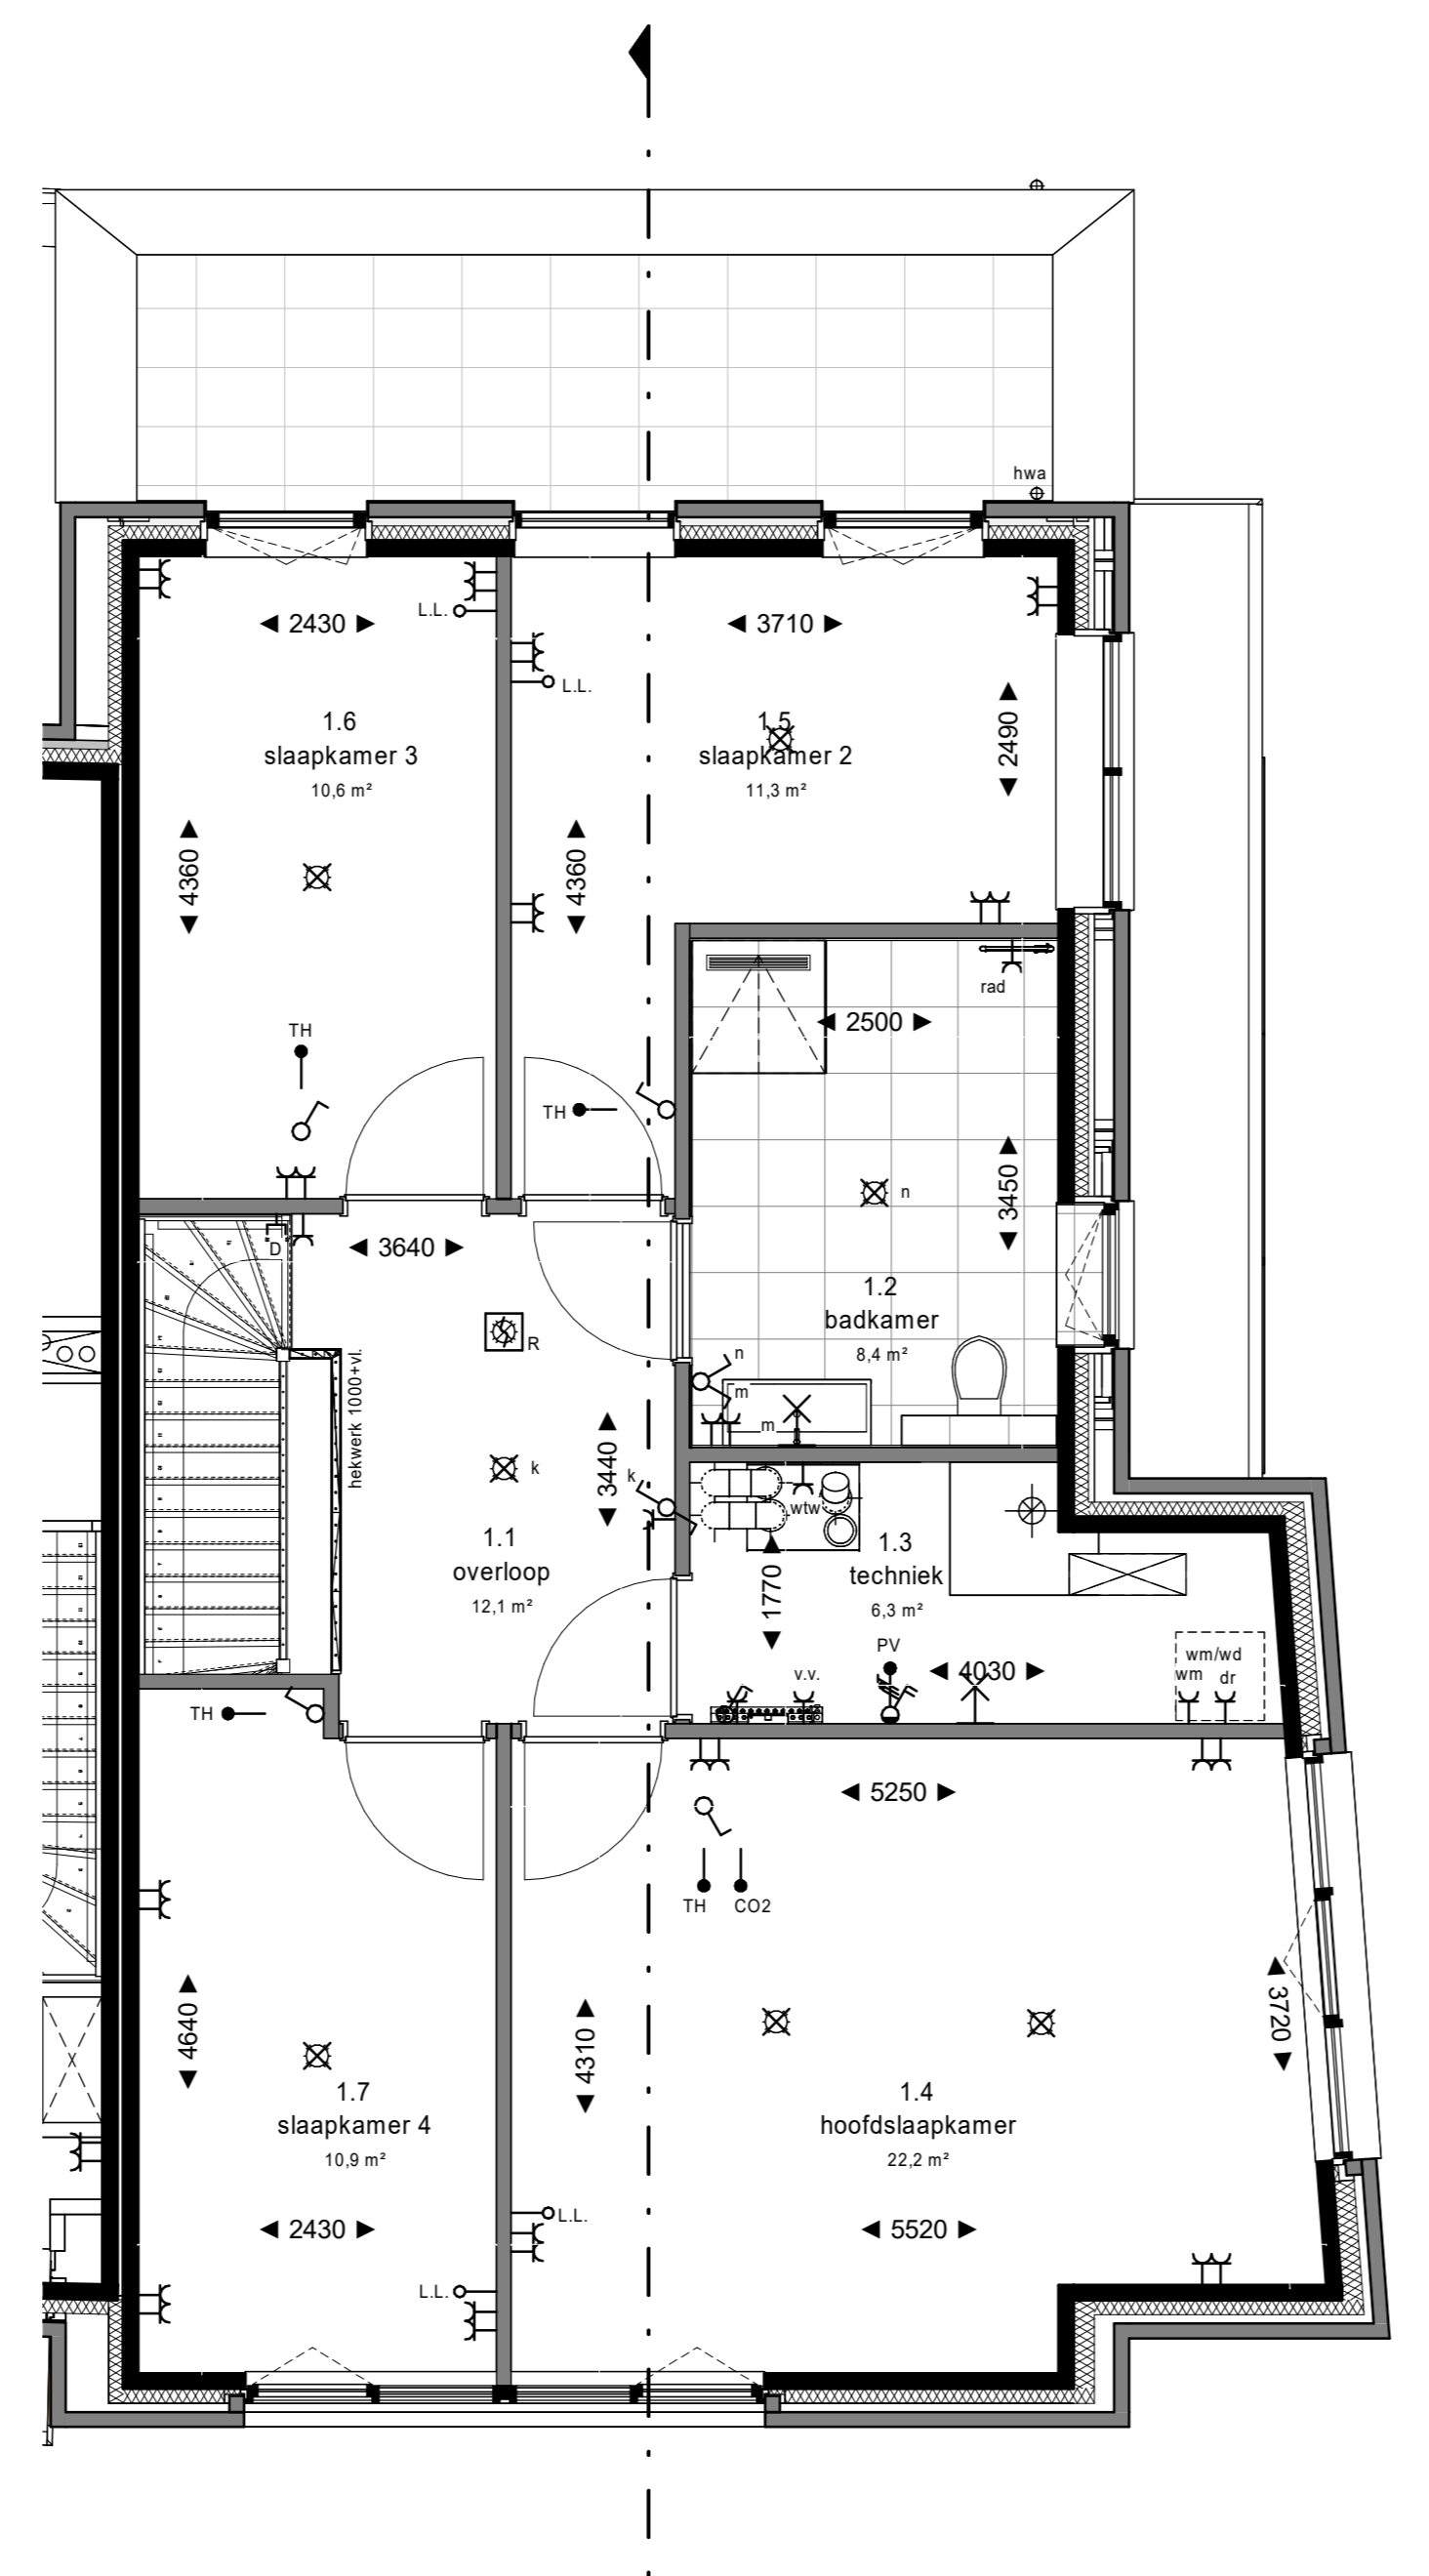 hwa
2430
L.L.
3710
L.L.
1.6
slaapkamer 3
10,6 m²
1.5
slaapkamer 2
11,3 m²
2490
4360
4360
rad
2500
TH
TH
n
3450
D
3640
1.2
badkamer
8,4 m²
R
n
m
m
hekwerk 1000+vl.
k
3440
k
wtw
1.1
overloop
12,1 m²
1.3
techniek
6,3 m²
1770
PV
v.v.
4030
wm/wd
wm
dr
TH
5250
TH
CO2
3720
4640
4310
1.7
slaapkamer 4
10,9 m²
1.4
hoofdslaapkamer
22,2 m²
L.L.
2430
5520
L.L.